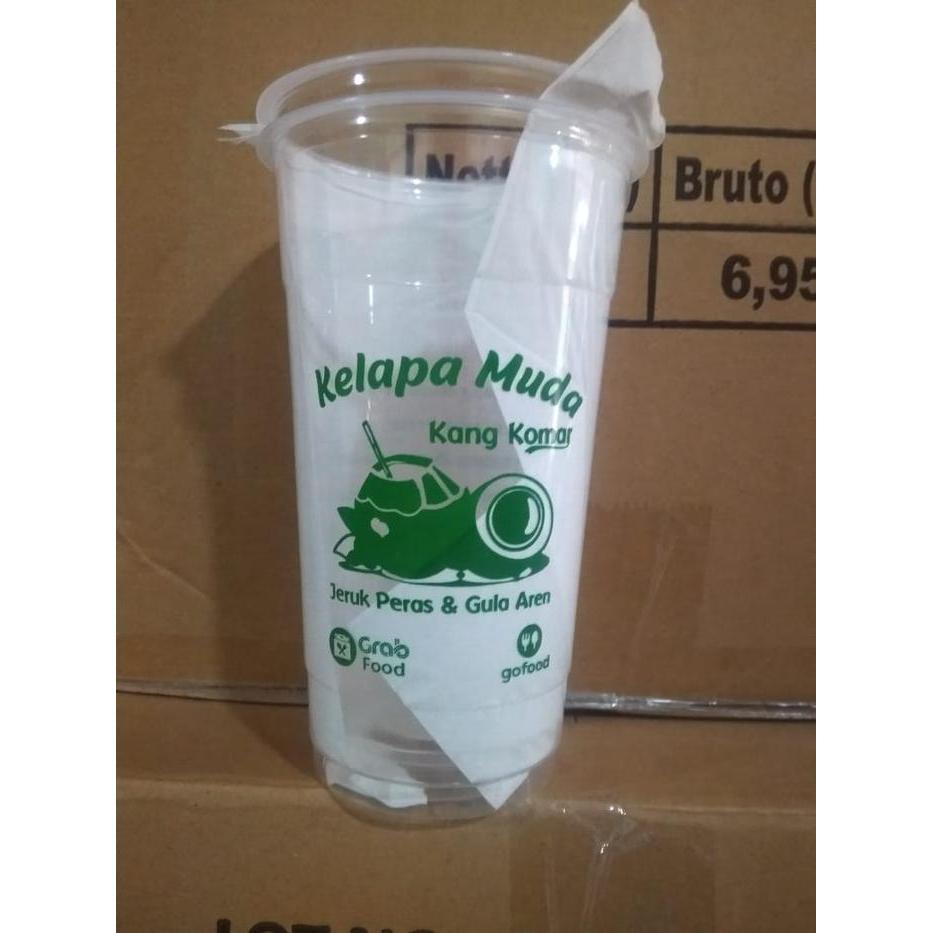 Bruto (
6,95
Kelapa Muda
Kang Komar
Jeruk Peras & Gula Aren
Grab
Food
gofood